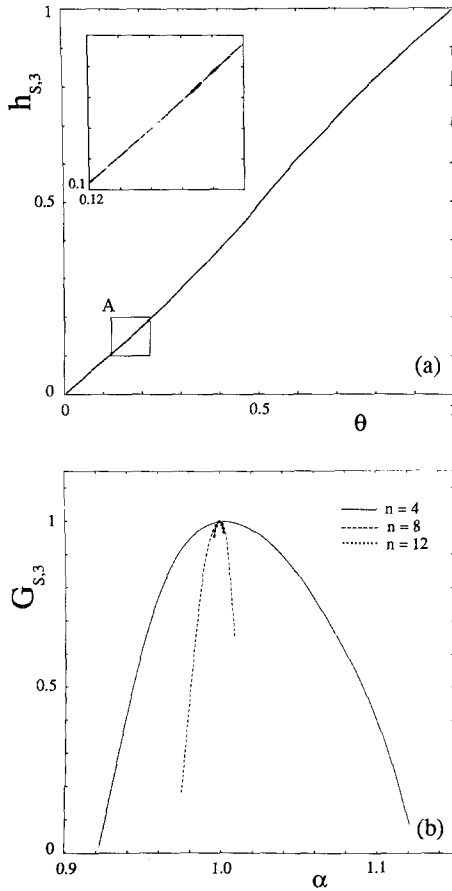 1
h_{s,3}
0.1
0.12
0.5
A
(a)
0
0
0.5
1
θ
n = 4
n = 8
n = 12
1
G_{s,3}
0.5
(b)
0
0.9
1.0
1.1
α